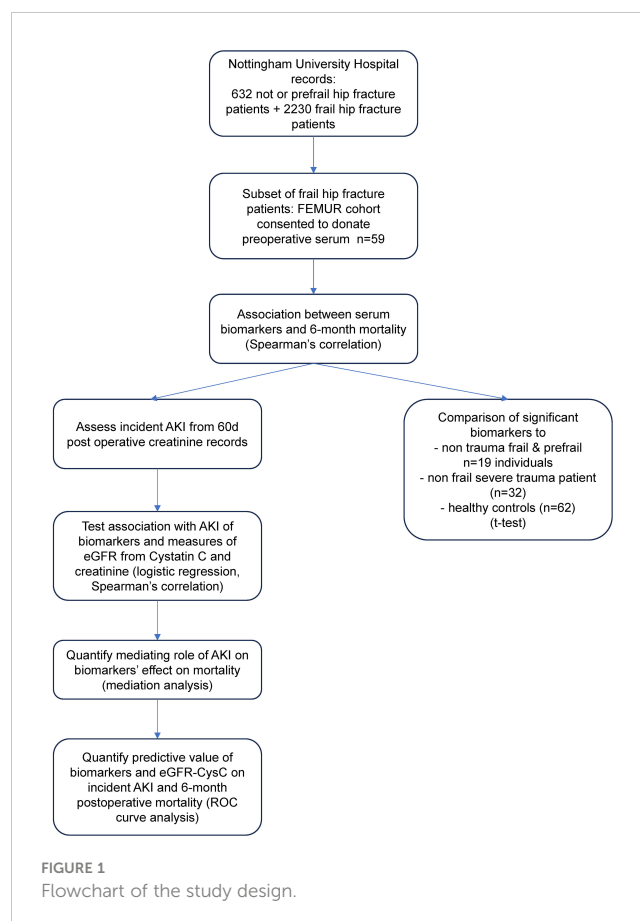 Nottingham University Hospital
records:
632 not or prefrail hip fracture
patients + 2230 frail hip fracture
patients
Subset of frail hip fracture
patients: FEMUR cohort
consented to donate
preoperative serum n=59
Association between serum
biomarkers and 6-month mortality
(Spearman's correlation)
Assess incident AKI from 60d
post operative creatinine records
Test association with AKI of
biomarkers and measures of
eGFR from Cystatin C and
creatinine (logistic regression,
Spearman's correlation)
Quantify mediating role of AKI on
biomarkers' effect on mortality
(mediation analysis)
Quantify predictive value of
biomarkers and eGFR-CysC on
incident AKI and 6-month
postoperative mortality (ROC
curve analysis)
Comparison of significant
biomarkers to
- non trauma frail & prefrail
n=19 individuals
- non frail severe trauma patient
(n=32)
- healthy controls (n=62)
(t-test)
FIGURE 1
Flowchart of the study design.